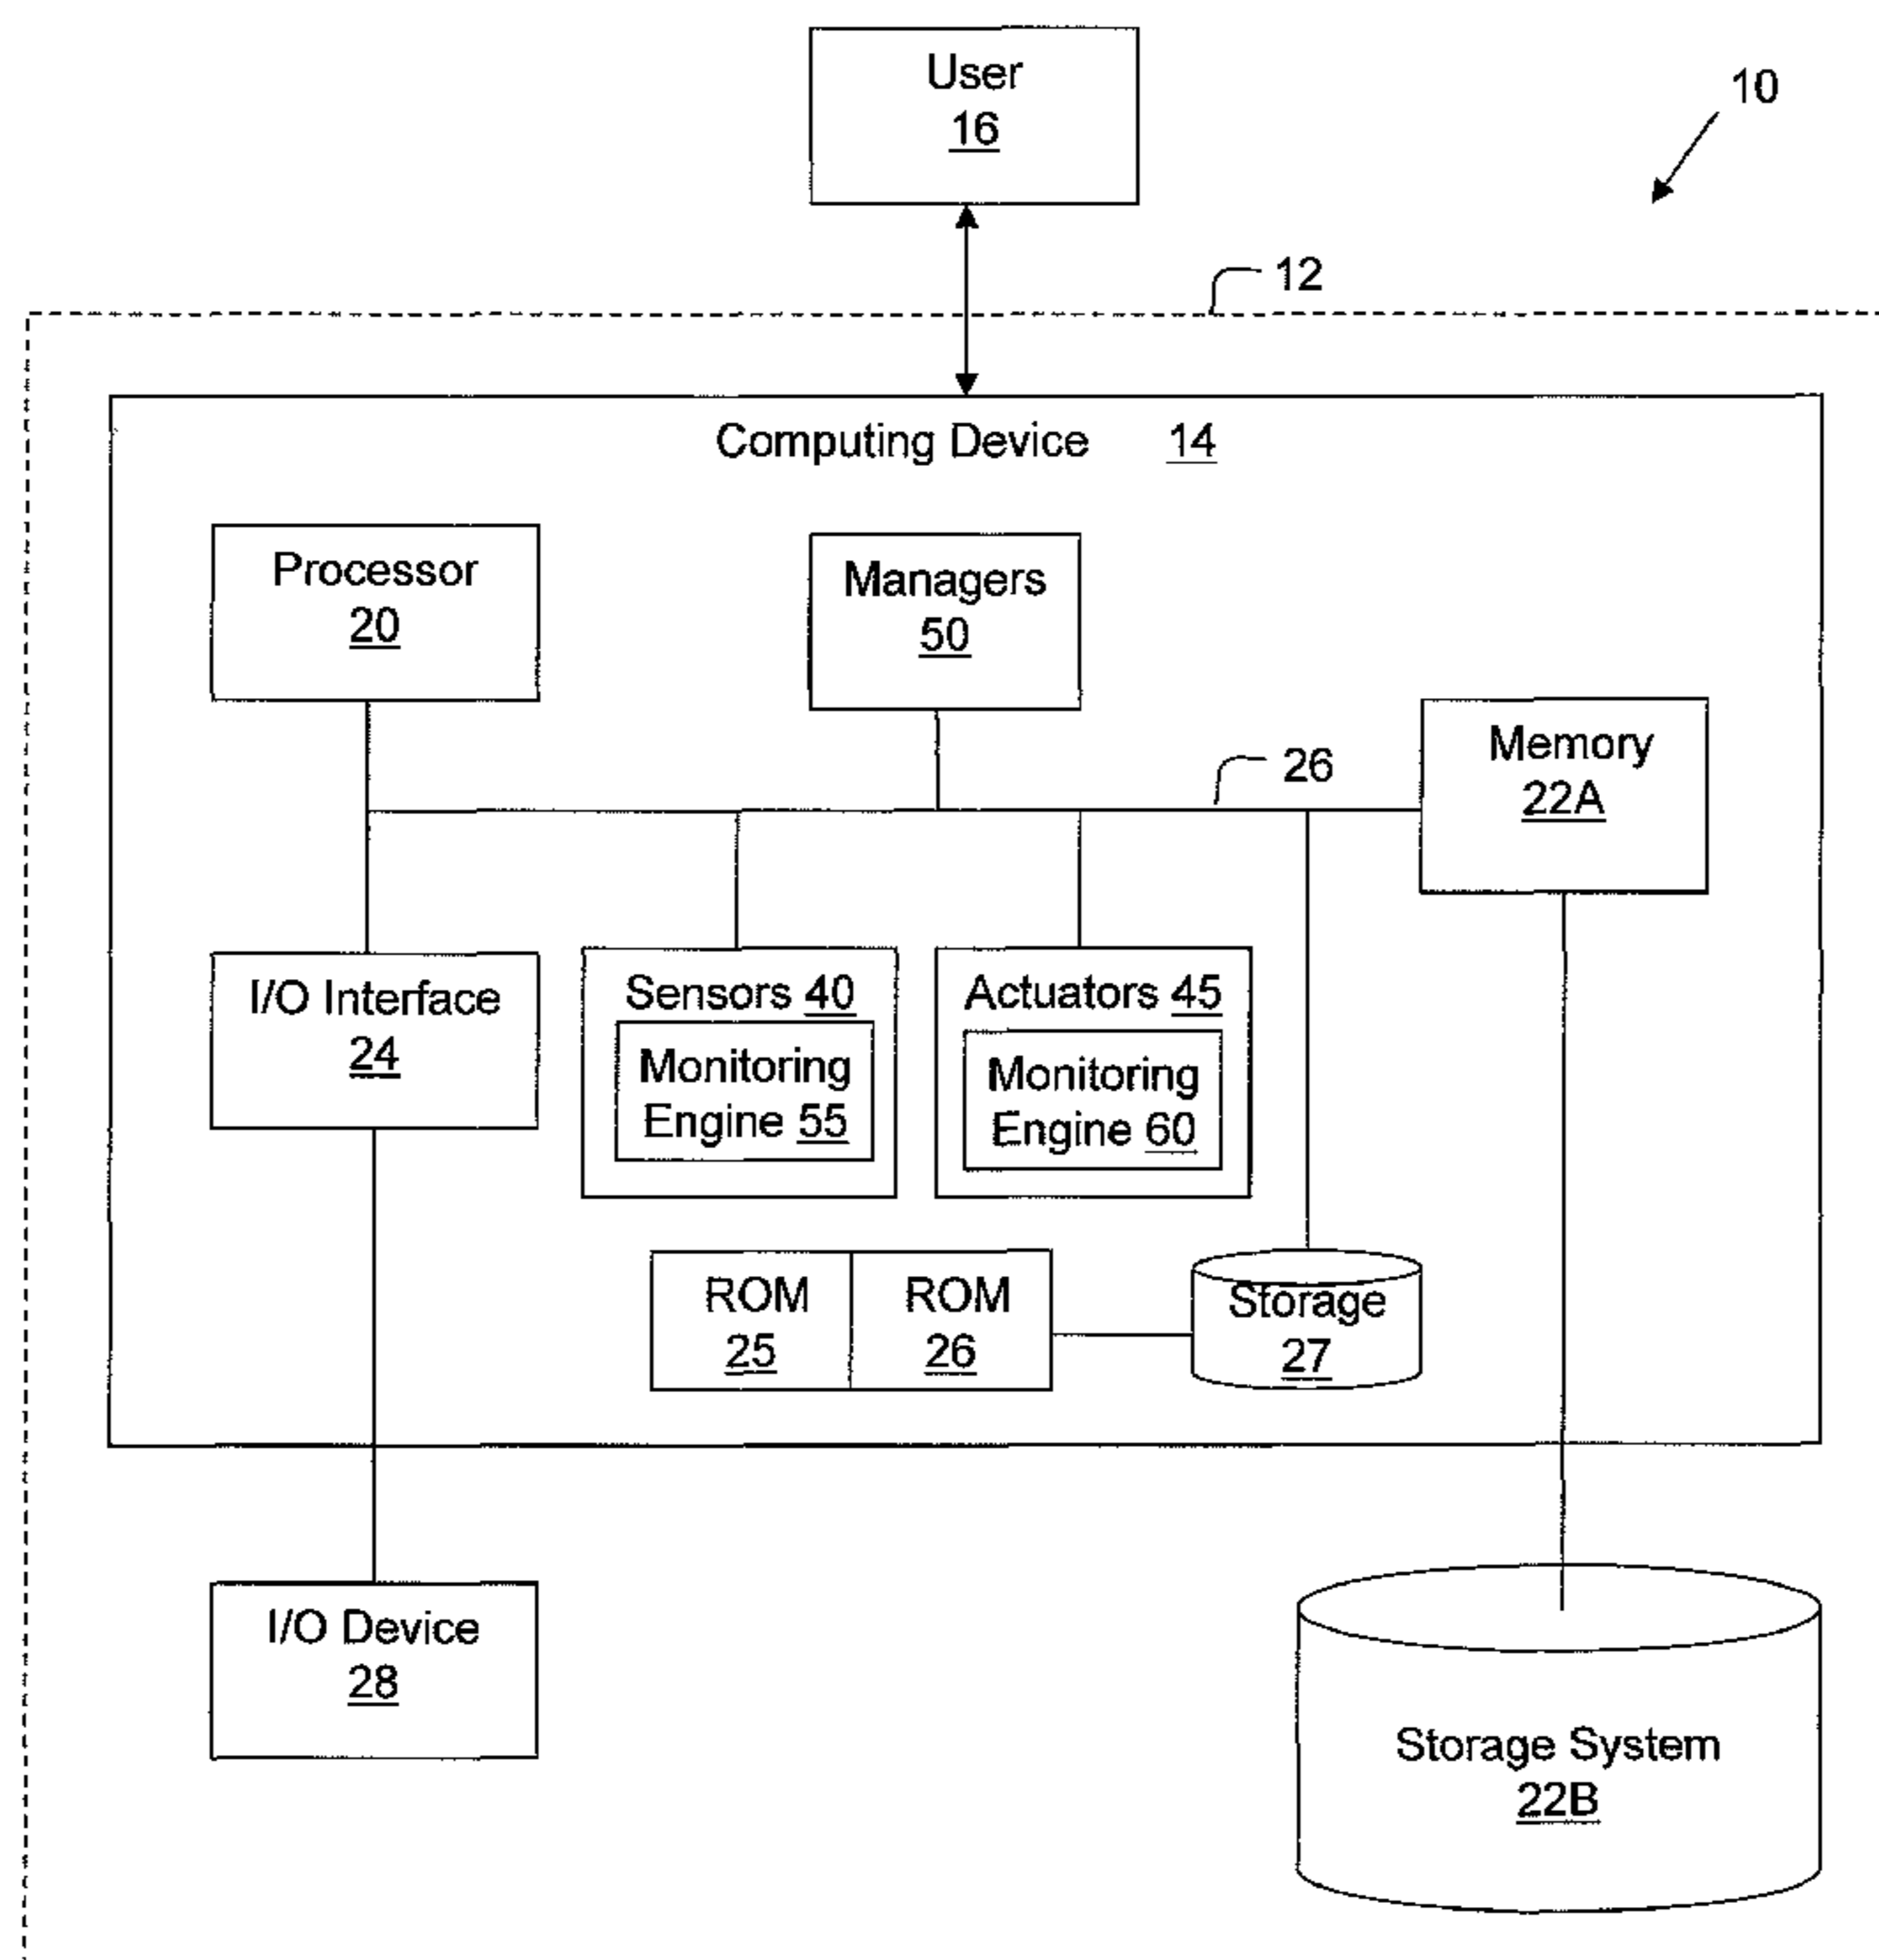 User
16
10
12
Computing Device 14
Processor
20
Managers
50
Memory
22A
26
I/O Interface
24
Sensors 40
Monitoring
Engine 55
Actuators 45
Monitoring
Engine 60
ROM
25
ROM
26
Storage
27
I/O Device
28
Storage System
22B